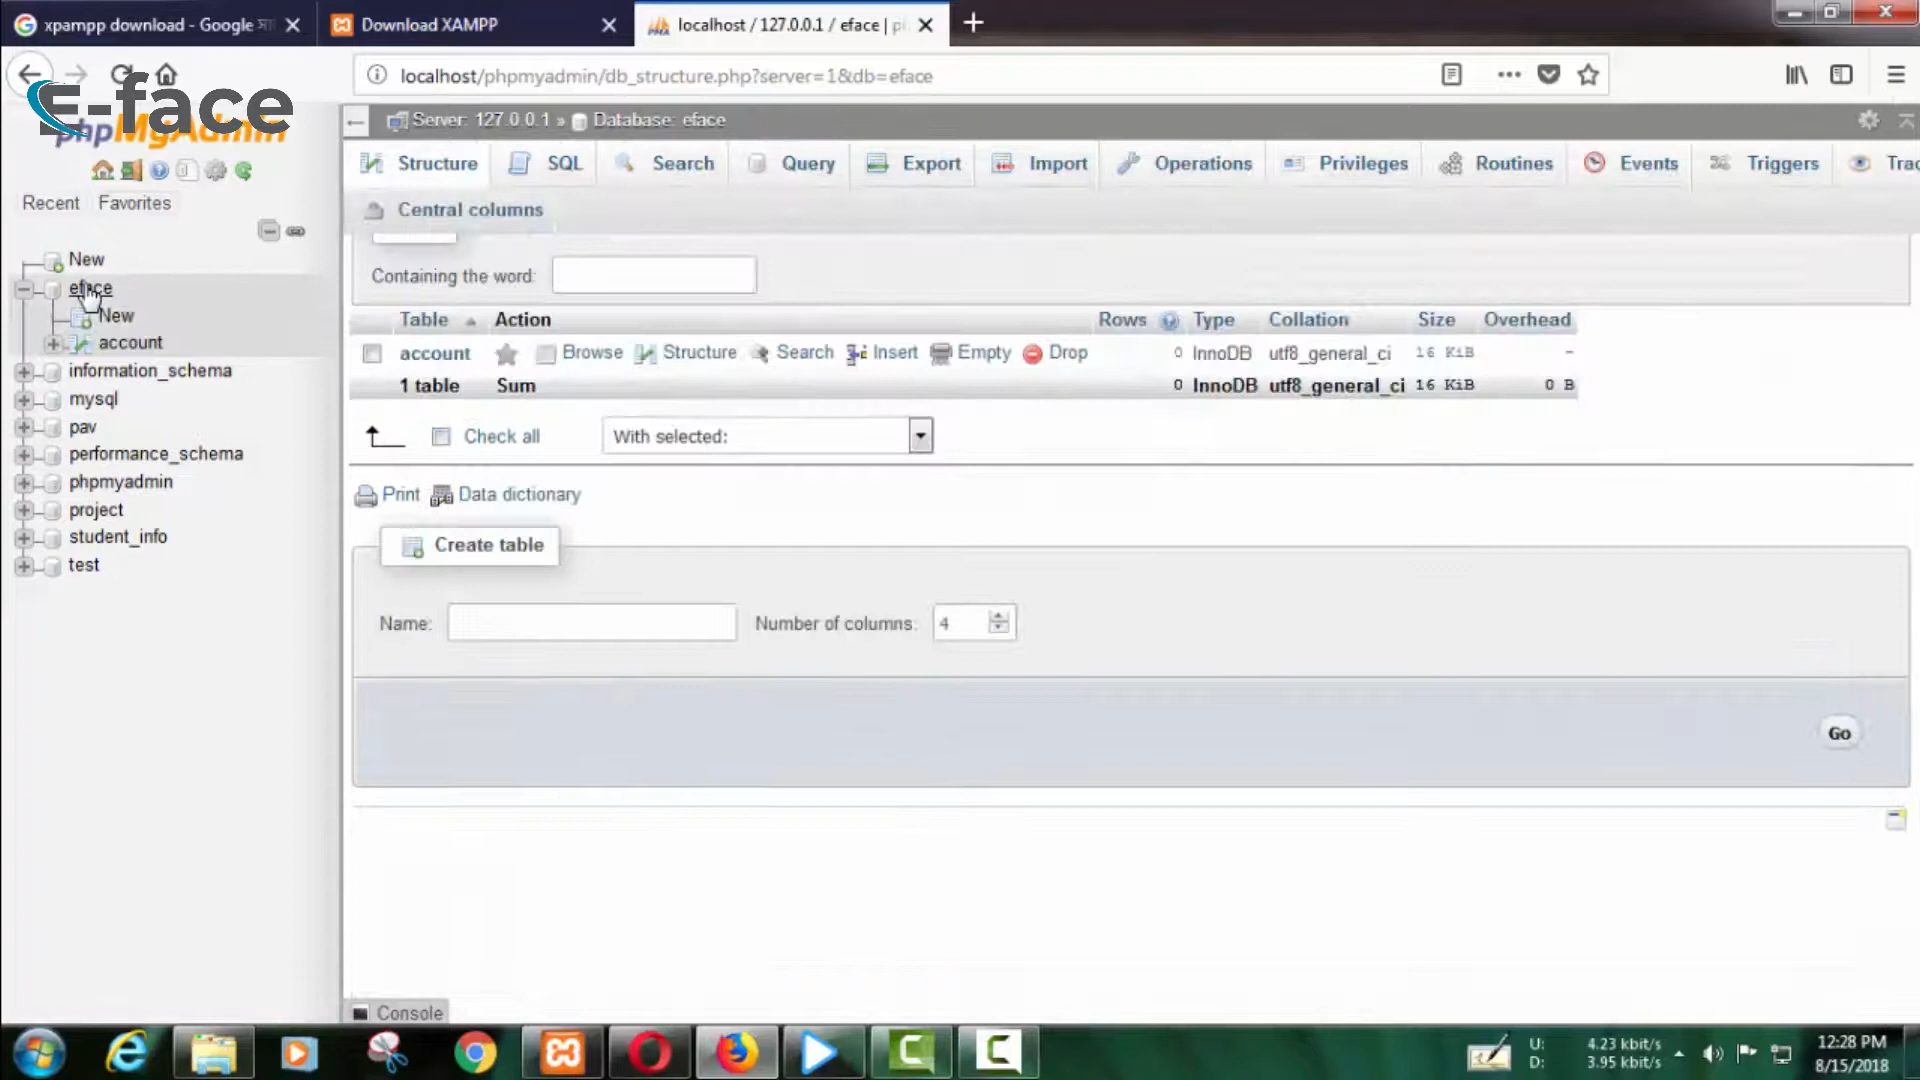 xpampp download - Google
Download XAMPP
localhost / 127.0.0.1 / eface | p
localhost/phpmyadmin/db_structure.php?server=1&db=eface
E-face
phpMyAdmin
Recent Favorites
New
eface
New
account
information_schema
mysql
pav
performance_schema
phpmyadmin
project
student_info
test
Server: 127.0.0.1 » Database: eface
Structure SQL Search Query Export Import Operations Privileges Routines Events Triggers Trac
Central columns
Containing the word:
Table Action Rows Type Collation Size Overhead
account Browse Structure Search Insert Empty Drop 0 InnoDB utf8_general_ci 16 KiB -
1 table Sum 0 InnoDB utf8_general_ci 16 KiB 0 B
Check all With selected:
Print Data dictionary
Create table
Name: Number of columns: 4
Go
Console
U: 4.23 kbit/s
D: 3.95 kbit/s
12:28 PM
8/15/2018